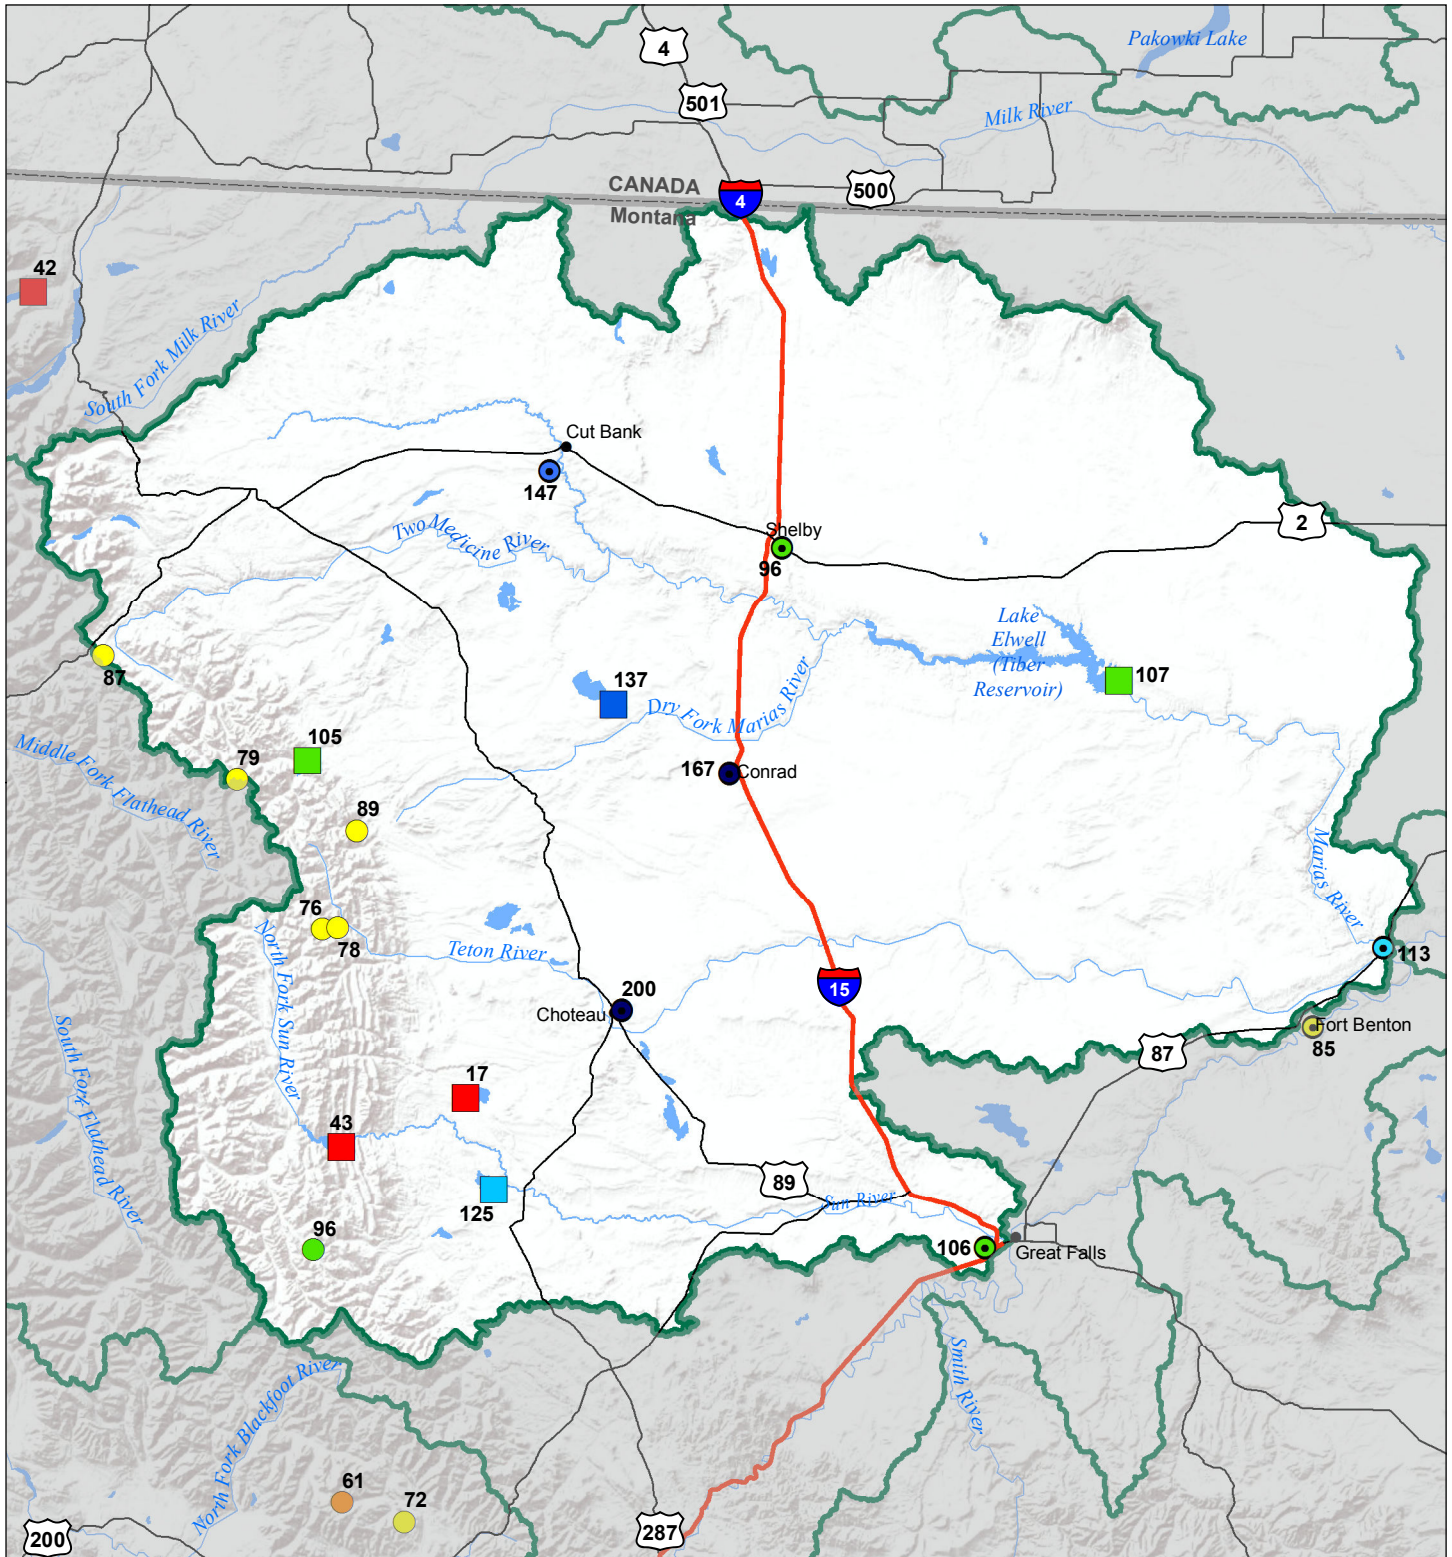 4
Pakowki Lake
501
Milk River
CANADA
Montana
4
500
42
South Fork Milk River
Cut Bank
147
Two Medicine River
Shelby
96
2
Lake
Elwell
(Tiber
Reservoir)
107
87
137
Dry Fork Marias River
105
79
Middle Fork Flathead River
167
Conrad
89
Marias River
76
78
North Fork Sun River
Teton River
113
200
Choteau
15
Fort Benton
85
87
South Fork Flathead River
17
43
125
89
Sun River
96
106
Great Falls
Smith River
North Fork Blackfoot River
61
72
200
287